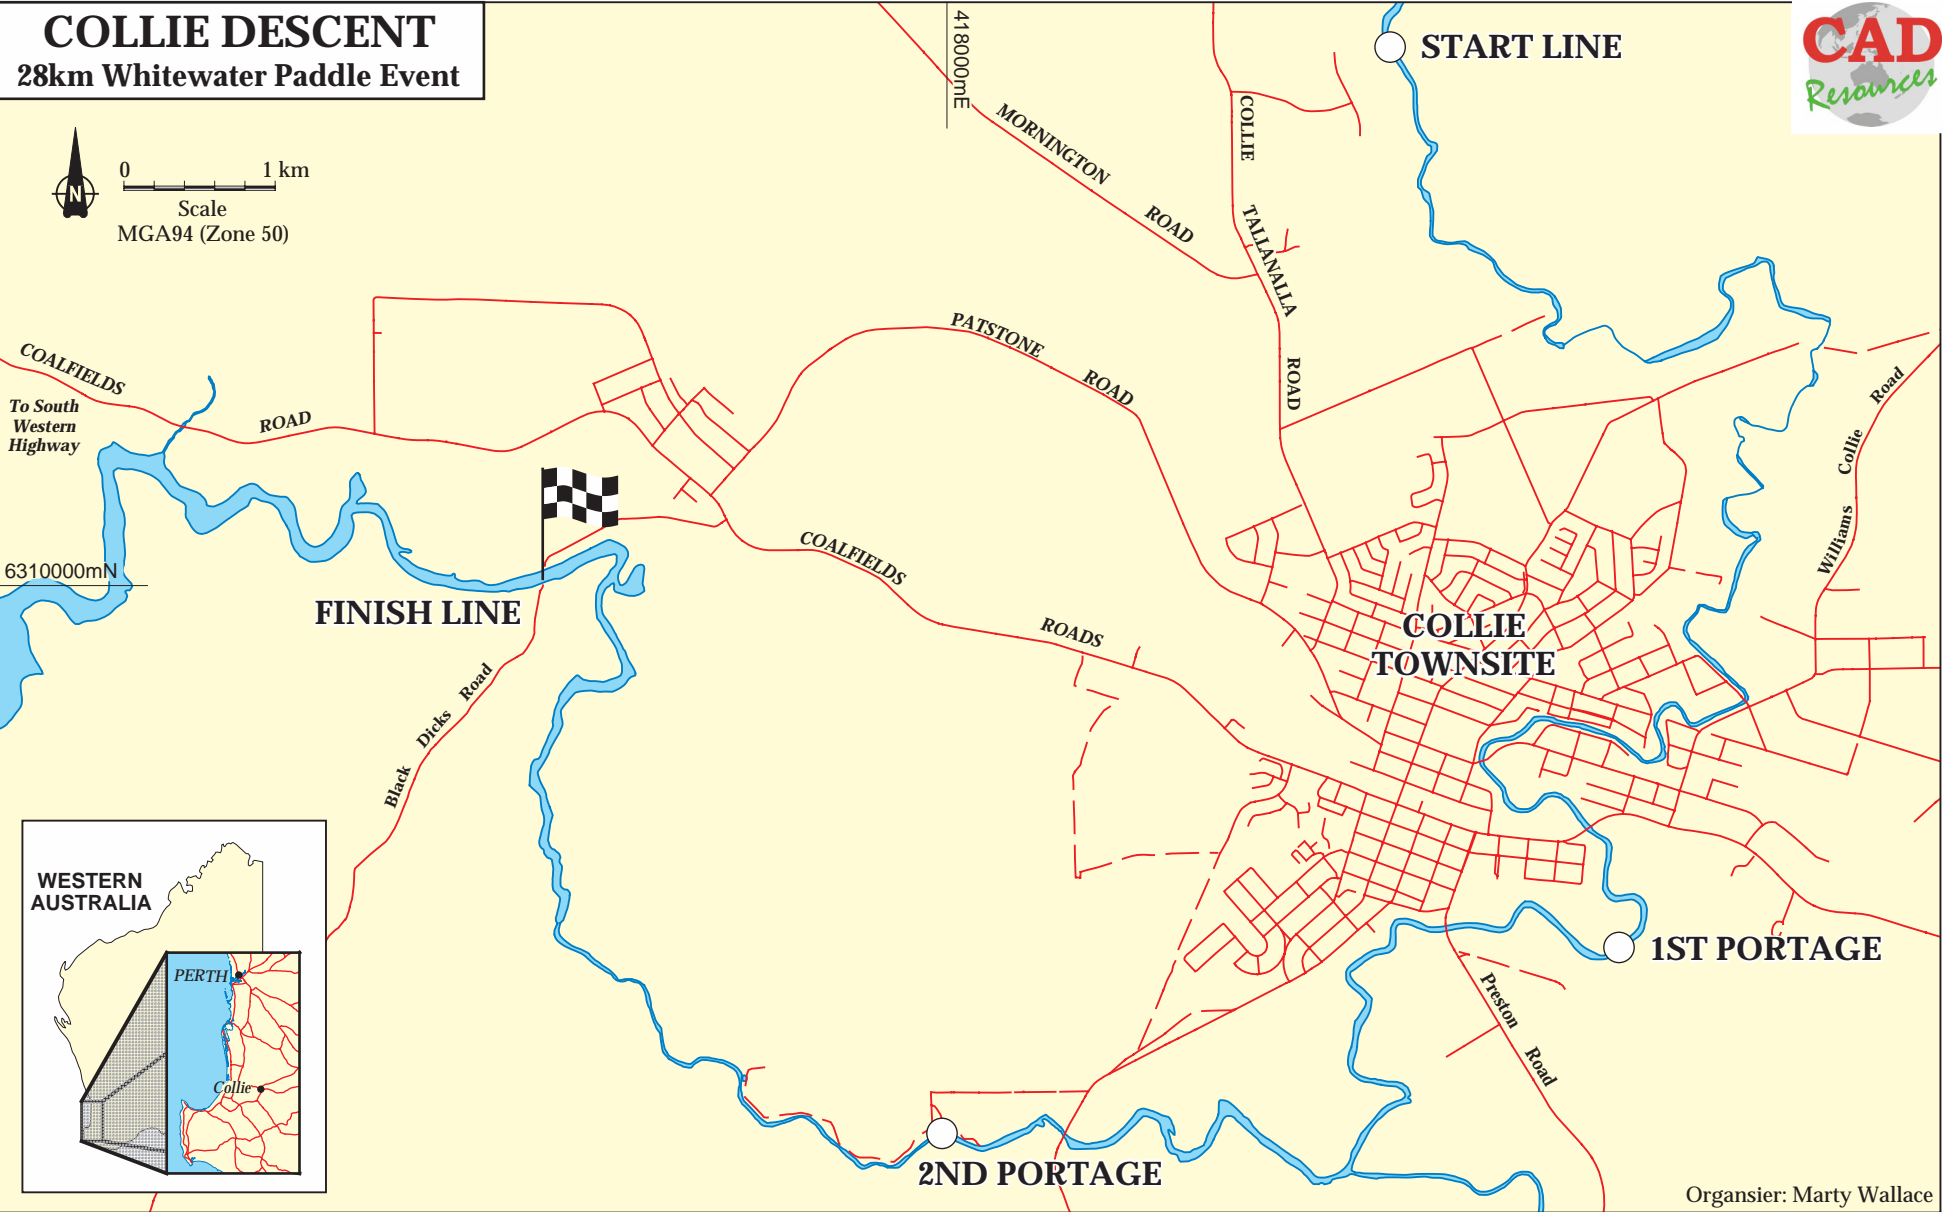 COLLIE DESCENT
28km Whitewater Paddle Event
N
0 1 km
Scale
MGA94 (Zone 50)
418000mE
START LINE
CAD
Resources
MORNINGTON ROAD
COLLIE TALLANALLA ROAD
PATSTONE ROAD
COALFIELDS ROAD
To South
Western
Highway
6310000mN
FINISH LINE
COALFIELDS ROADS
Williams Collie Road
COLLIE
TOWNSITE
Black Dicks Road
WESTERN
AUSTRALIA
PERTH
Collie
1ST PORTAGE
Preston Road
2ND PORTAGE
Organsier: Marty Wallace